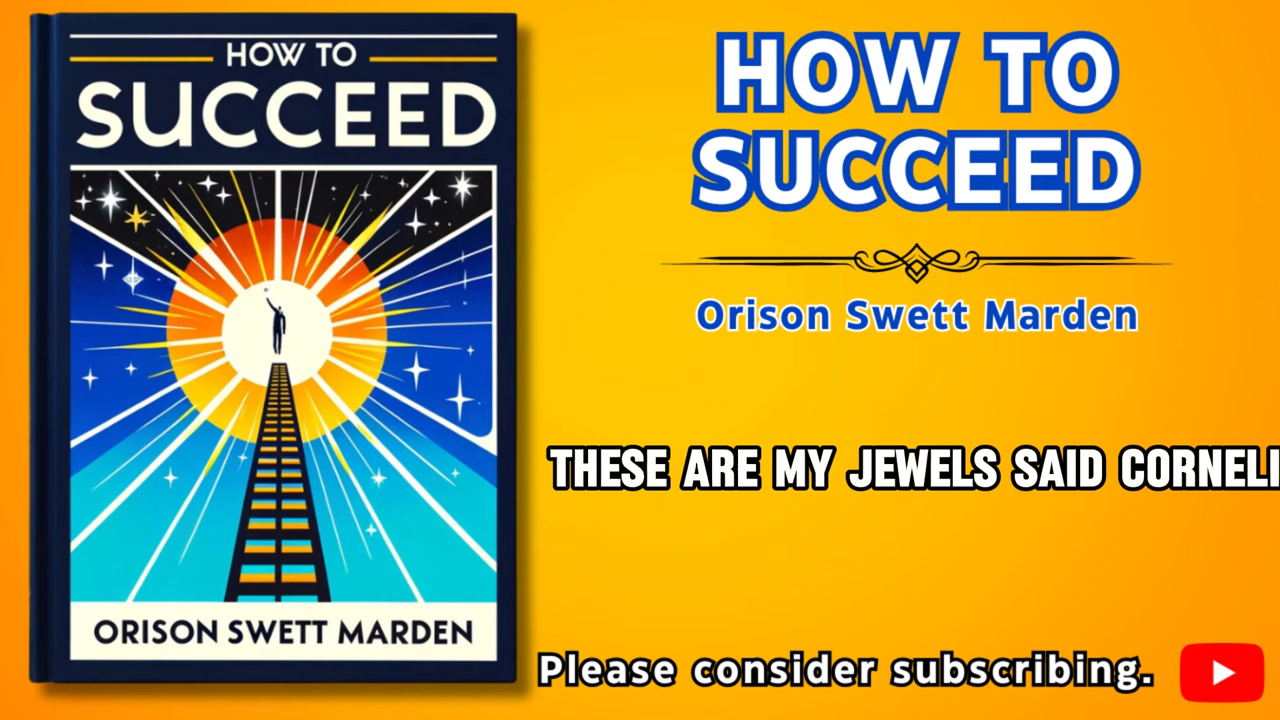 HOW TO
SUCCEED
ORISON SWETT MARDEN
HOW TO
SUCCEED
Orison Swett Marden
THESE ARE MY JEWELS SAID CORNELI
Please consider subscribing.